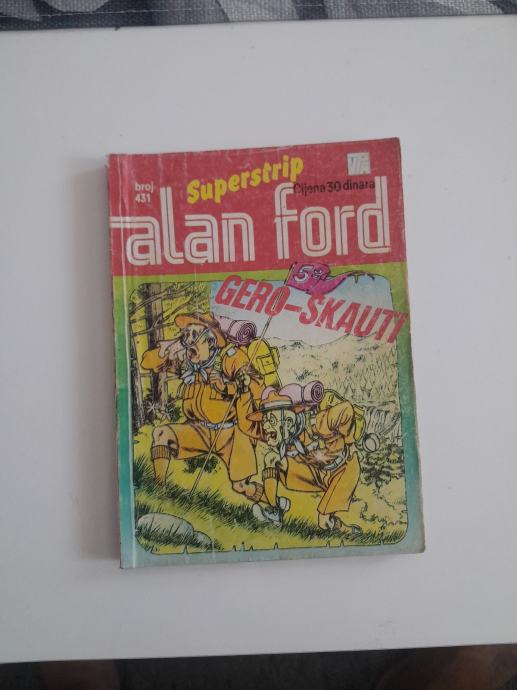 Superstrip
broj
431
Cijena 30 dinara
alan ford
GERO-ŠKAUTI